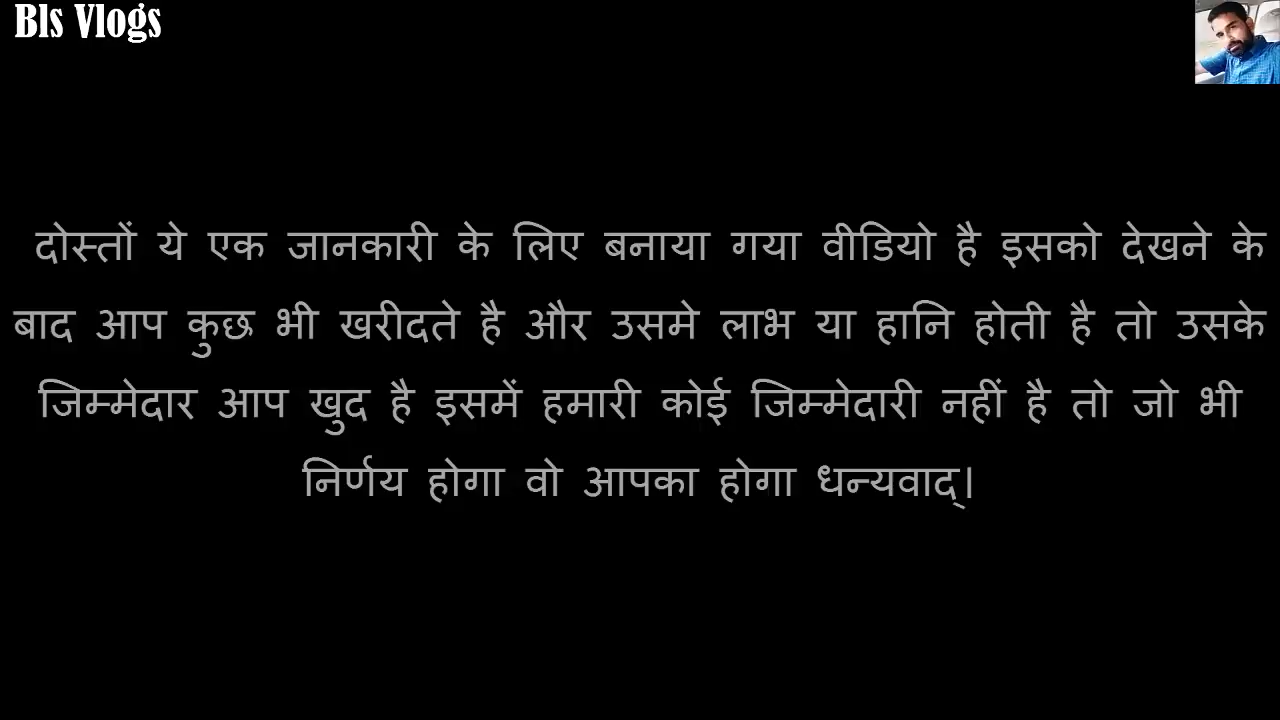 Bls Vlogs
दोस्तों ये एक जानकारी के लिए बनाया गया वीडियो है इसको देखने के
बाद आप कुछ भी खरीदते है और उसमे लाभ या हानि होती है तो उसके
जिम्मेदार आप खुद है इसमें हमारी कोई जिम्मेदारी नहीं है तो जो भी
निर्णय होगा वो आपका होगा धन्यवाद्।